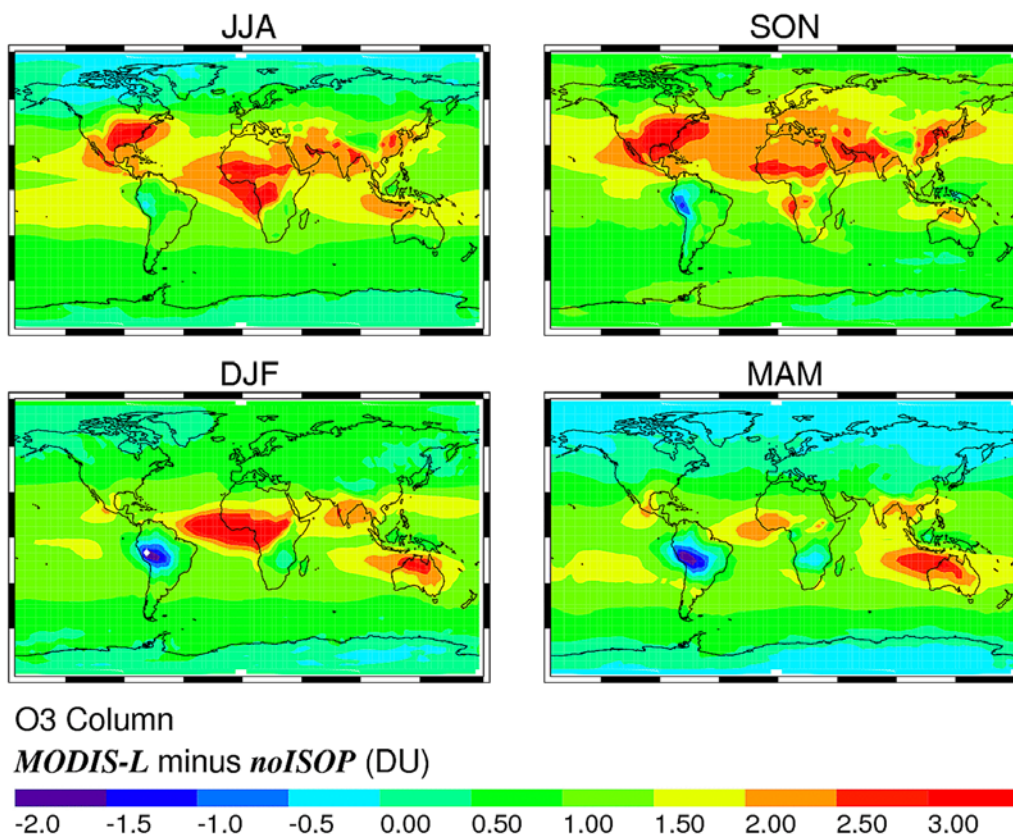 JJA SON
DJF MAM
O3 Column
MODIS-L minus noISOP (DU)
-2.0 -1.5 -1.0 -0.5 0.00 0.50 1.00 1.50 2.00 2.50 3.00